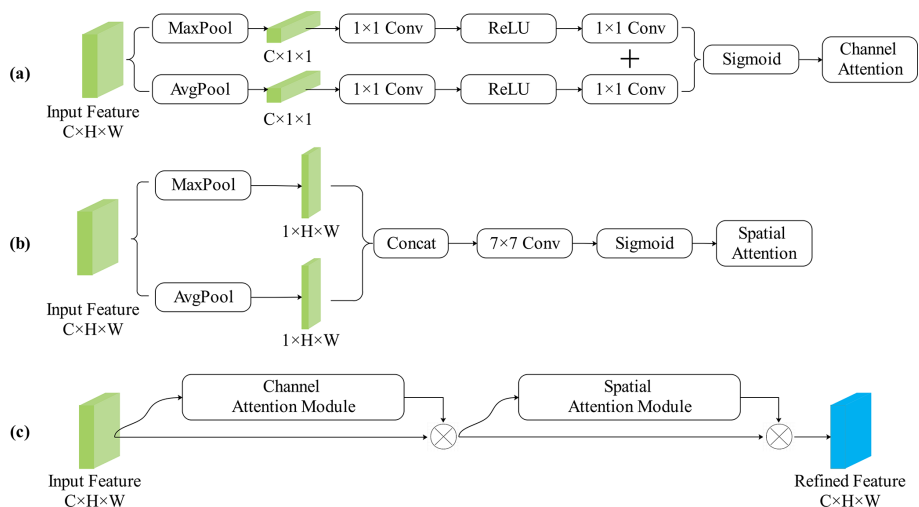 (a)
Input Feature
C×H×W
MaxPool
C×1×1
1×1 Conv
ReLU
1×1 Conv
+
AvgPool
C×1×1
1×1 Conv
ReLU
1×1 Conv
Sigmoid
Channel
Attention
(b)
Input Feature
C×H×W
MaxPool
1×H×W
AvgPool
1×H×W
Concat
7×7 Conv
Sigmoid
Spatial
Attention
(c)
Input Feature
C×H×W
Channel
Attention Module
Spatial
Attention Module
Refined Feature
C×H×W